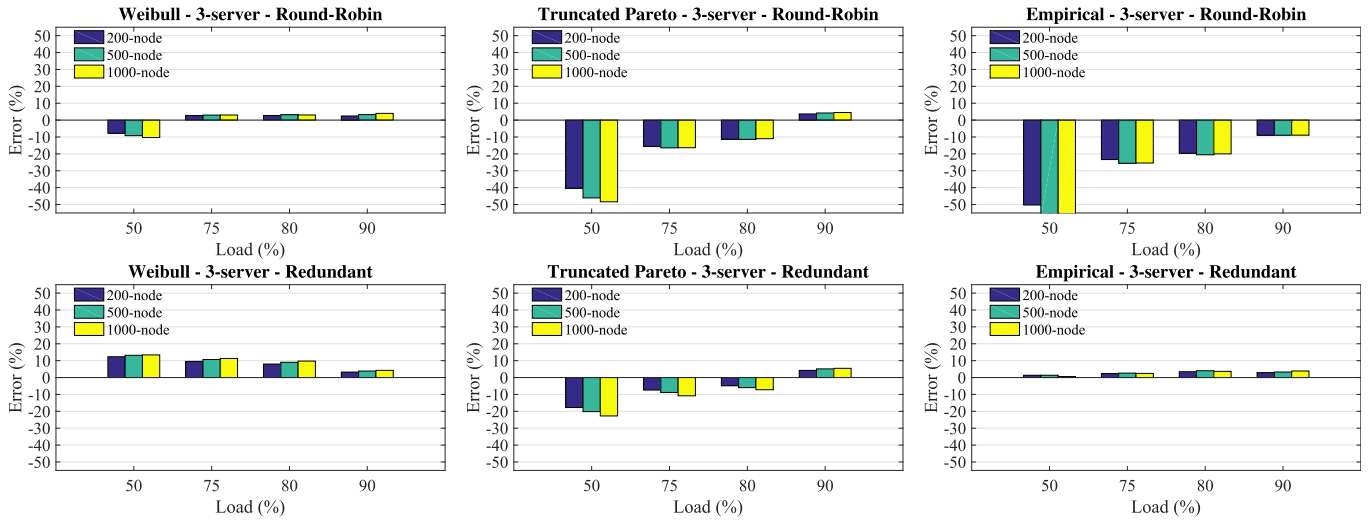 Weibull - 3-server - Round-Robin
50
40
30
20
10
0
-10
-20
-30
-40
-50
Error (%)
200-node
500-node
1000-node
50 75 80 90
Load (%)
Truncated Pareto - 3-server - Round-Robin
50
40
30
20
10
0
-10
-20
-30
-40
-50
Error (%)
200-node
500-node
1000-node
50 75 80 90
Load (%)
Empirical - 3-server - Round-Robin
50
40
30
20
10
0
-10
-20
-30
-40
-50
Error (%)
200-node
500-node
1000-node
50 75 80 90
Load (%)
Weibull - 3-server - Redundant
50
40
30
20
10
0
-10
-20
-30
-40
-50
Error (%)
200-node
500-node
1000-node
50 75 80 90
Load (%)
Truncated Pareto - 3-server - Redundant
50
40
30
20
10
0
-10
-20
-30
-40
-50
Error (%)
200-node
500-node
1000-node
50 75 80 90
Load (%)
Empirical - 3-server - Redundant
50
40
30
20
10
0
-10
-20
-30
-40
-50
Error (%)
200-node
500-node
1000-node
50 75 80 90
Load (%)